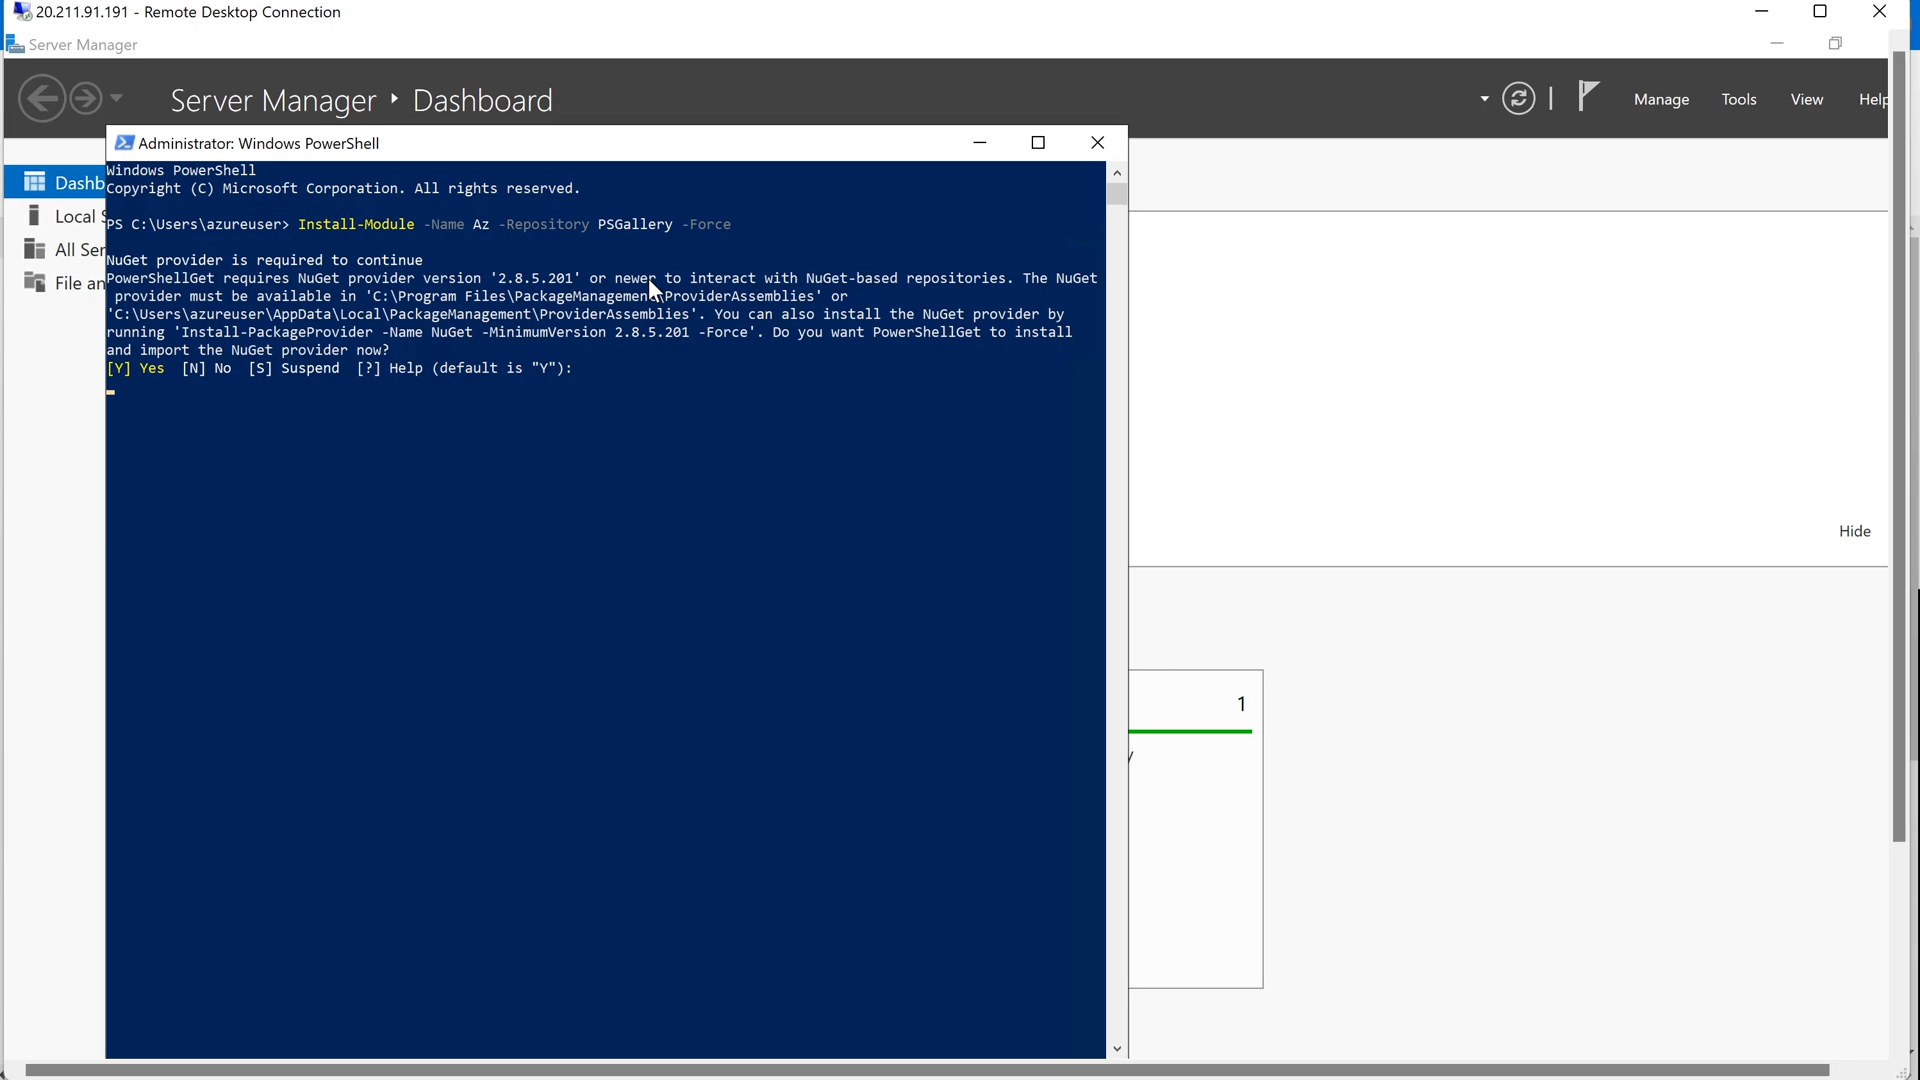 20.211.91.191 - Remote Desktop Connection
Server Manager
Server Manager ‣ Dashboard
Manage Tools View Help
Administrator: Windows PowerShell
Dashb
Local S
All Ser
File an
Windows PowerShell
Copyright (C) Microsoft Corporation. All rights reserved.
PS C:\Users\azureuser> Install-Module -Name Az -Repository PSGallery -Force
NuGet provider is required to continue
PowerShellGet requires NuGet provider version '2.8.5.201' or newer to interact with NuGet-based repositories. The NuGet
provider must be available in 'C:\Program Files\PackageManagement\ProviderAssemblies' or
'C:\Users\azureuser\AppData\Local\PackageManagement\ProviderAssemblies'. You can also install the NuGet provider by
running 'Install-PackageProvider -Name NuGet -MinimumVersion 2.8.5.201 -Force'. Do you want PowerShellGet to install
and import the NuGet provider now?
[Y] Yes [N] No [S] Suspend [?] Help (default is "Y"):
Hide
1
y